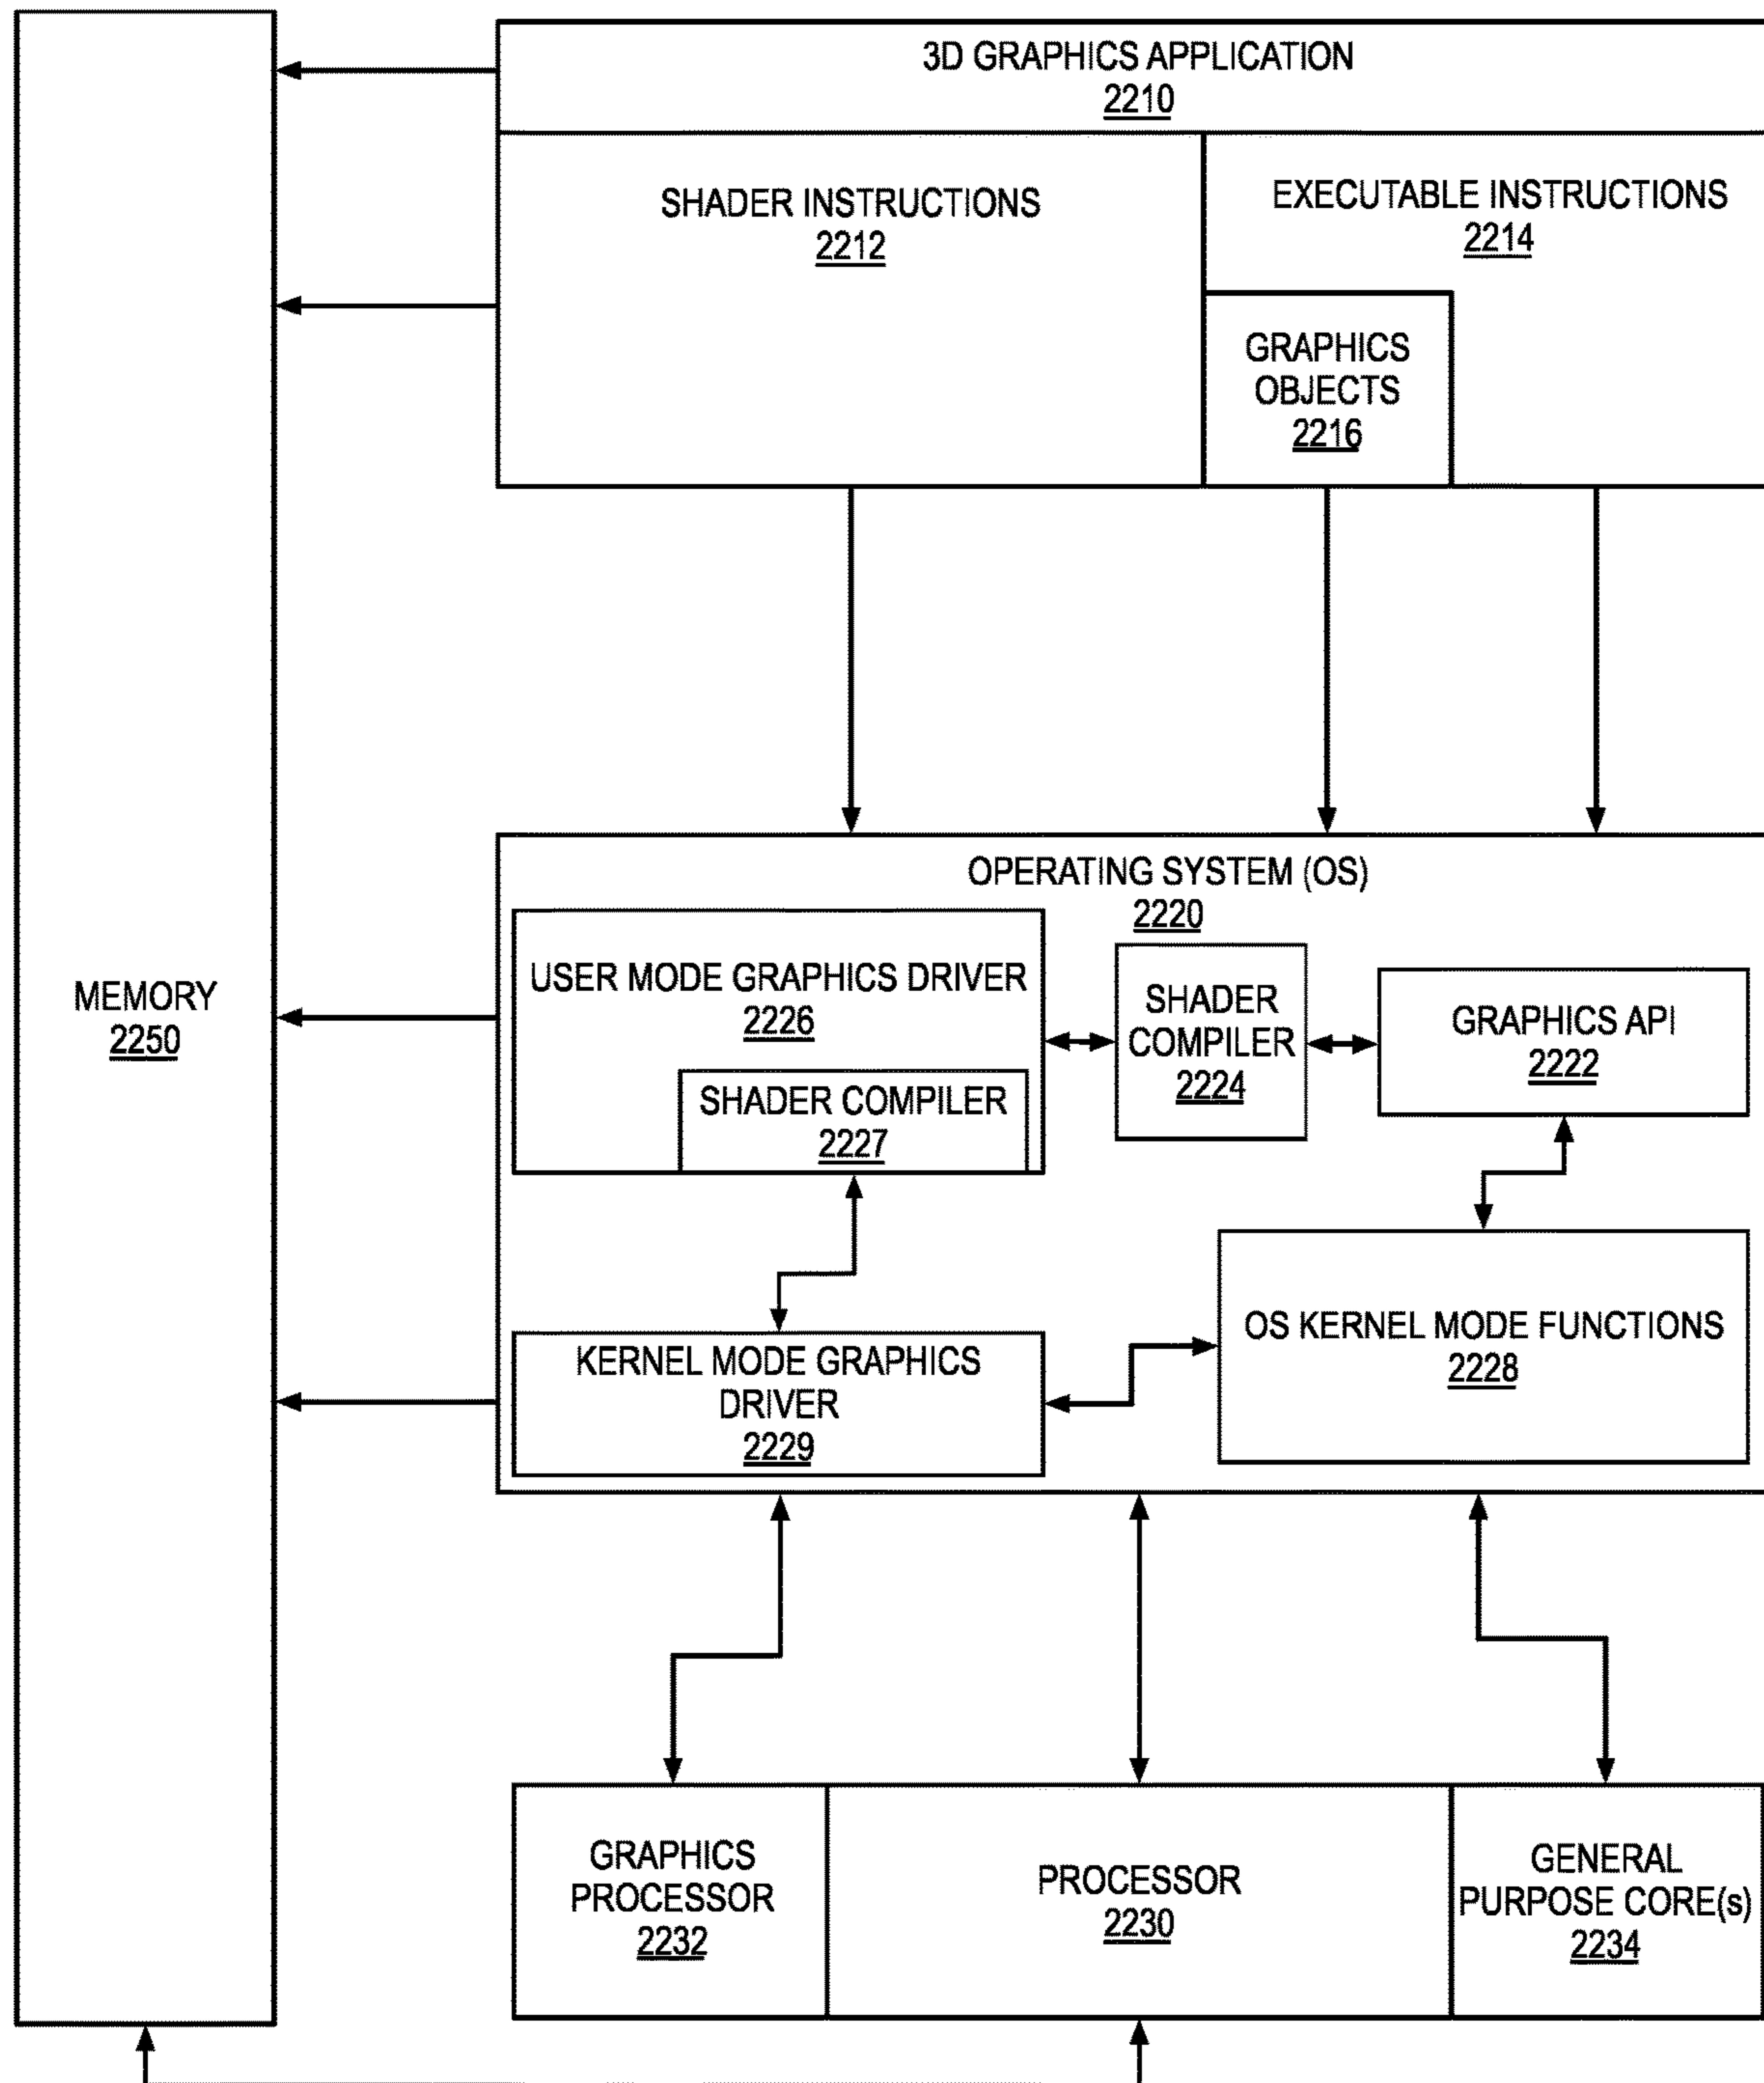 3D GRAPHICS APPLICATION
2210
SHADER INSTRUCTIONS
2212
EXECUTABLE INSTRUCTIONS
2214
GRAPHICS
OBJECTS
2216
OPERATING SYSTEM (OS)
2220
USER MODE GRAPHICS DRIVER
2226
SHADER COMPILER
2227
SHADER
COMPILER
2224
GRAPHICS API
2222
MEMORY
2250
KERNEL MODE GRAPHICS
DRIVER
2229
OS KERNEL MODE FUNCTIONS
2228
GRAPHICS
PROCESSOR
2232
PROCESSOR
2230
GENERAL
PURPOSE CORE(s)
2234